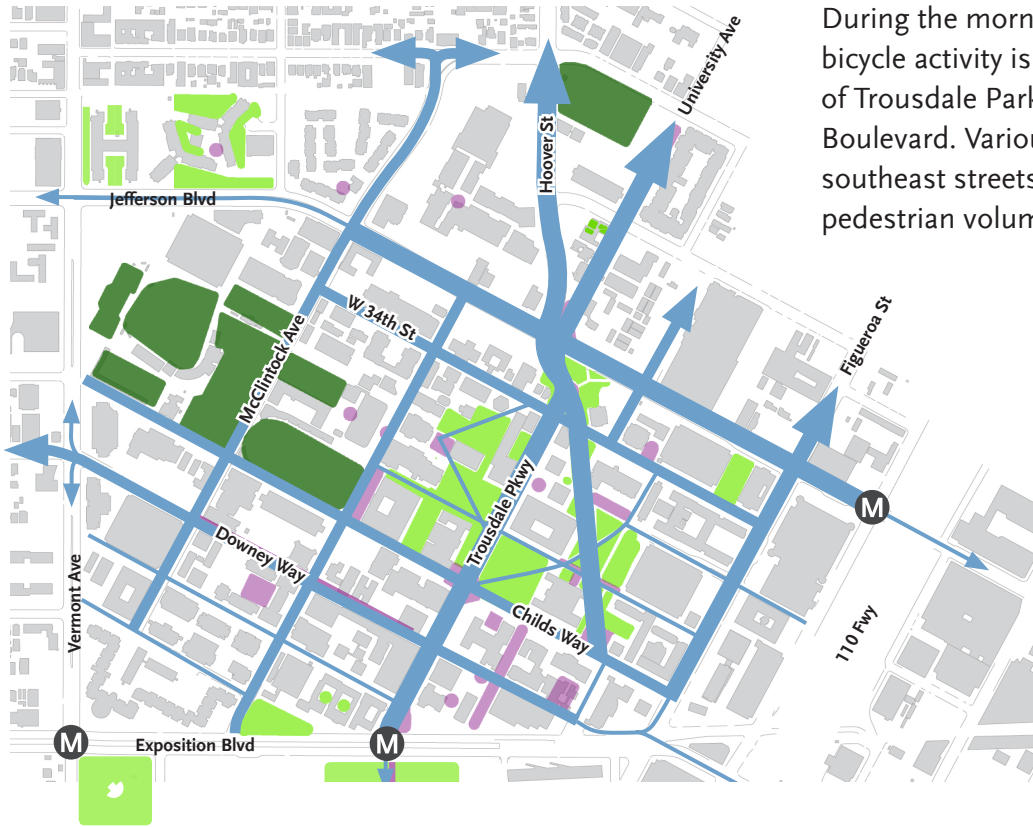 During the morn
bicycle activity is
of Trousdale Park
Boulevard. Variou
southeast streets
pedestrian volum
University Ave
Hoover St
Jefferson Blvd
W 34th St
Figueroa St
McClintock Ave
Trousdale Pkwy
M
Downey Way
Vermont Ave
Childs Way
110 Fwy
M
Exposition Blvd
M